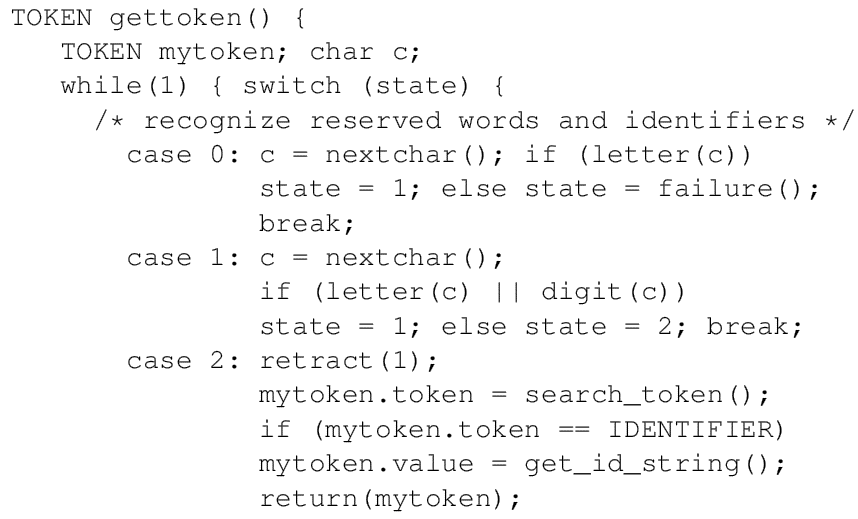 TOKEN gettoken() {
TOKEN mytoken; char c;
while(1) { switch (state) {
/* recognize reserved words and identifiers */
case 0: c = nextchar(); if (letter(c))
state = 1; else state = failure();
break;
case 1: c = nextchar();
if (letter(c) || digit(c))
state = 1; else state = 2; break;
case 2: retract(1);
mytoken.token = search_token();
if (mytoken.token == IDENTIFIER)
mytoken.value = get_id_string();
return(mytoken);